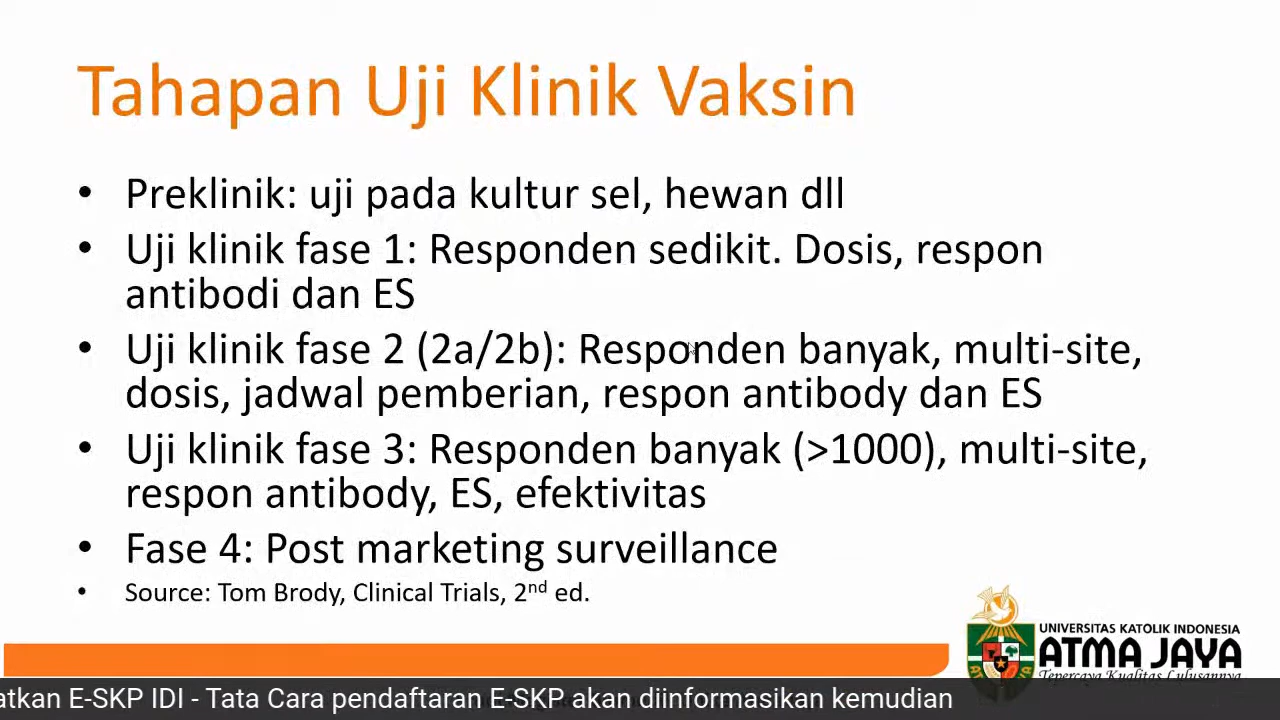 Tahapan Uji Klinik Vaksin
• Preklinik: uji pada kultur sel, hewan dll
• Uji klinik fase 1: Responden sedikit. Dosis, respon
antibodi dan ES
• Uji klinik fase 2 (2a/2b): Responden banyak, multi-site,
dosis, jadwal pemberian, respon antibody dan ES
• Uji klinik fase 3: Responden banyak (>1000), multi-site,
respon antibody, ES, efektivitas
• Fase 4: Post marketing surveillance
• Source: Tom Brody, Clinical Trials, 2nd ed.
UNIVERSITAS KATOLIK INDONESIA
ATMA JAYA
Tepercaya Kualitas Lulusannya
atkan E-SKP IDI - Tata Cara pendaftaran E-SKP akan diinformasikan kemudian